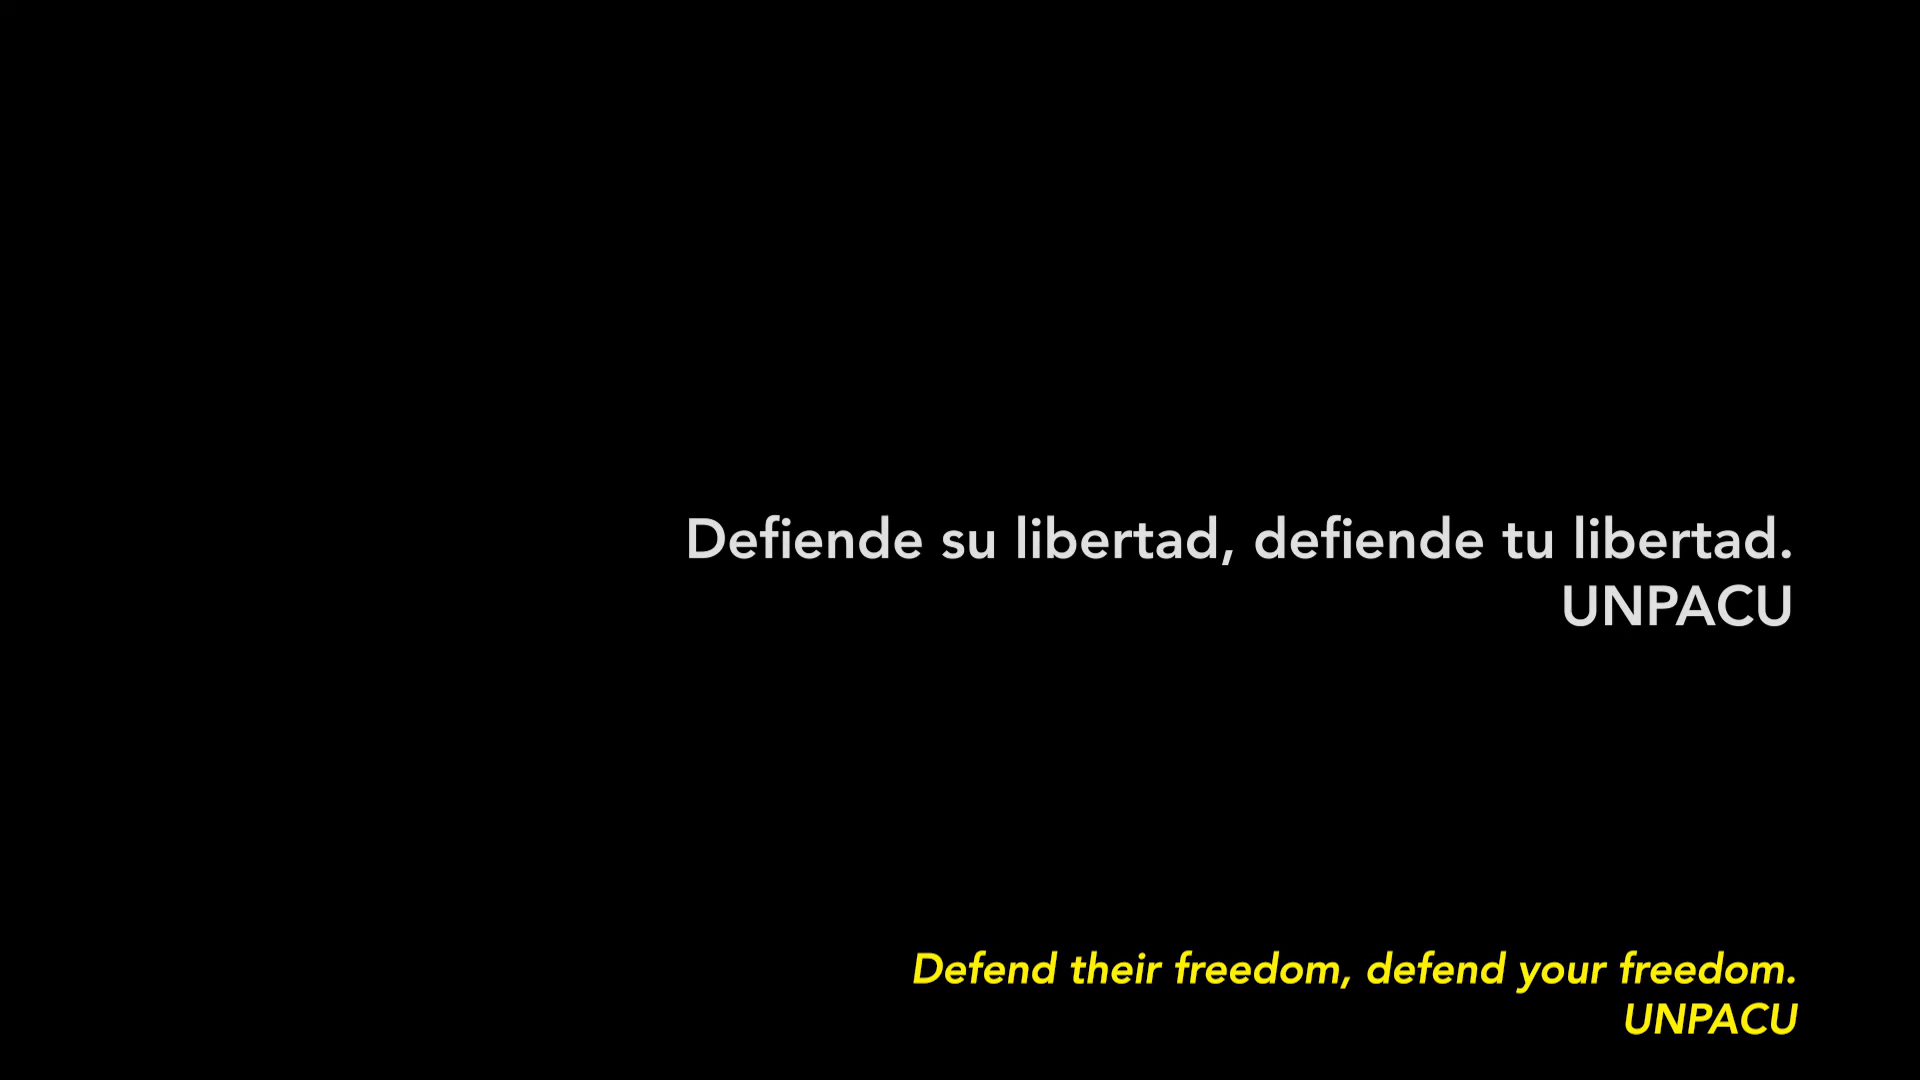 Defiende su libertad, defiende tu libertad.
UNPACU
Defend their freedom, defend your freedom.
UNPACU